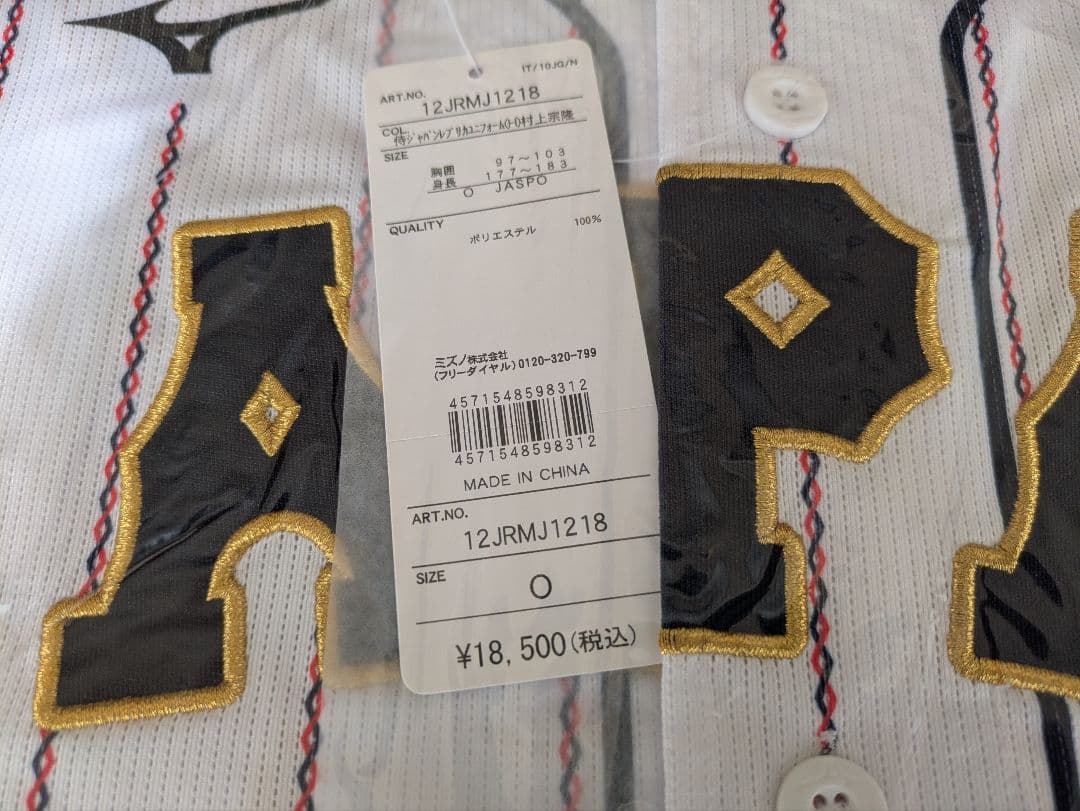 IT/10JG/N
ART.NO.
12JRMJ1218
COL.
侍ジャパンレプリカユニフォーム(H)村上宗隆
SIZE
胸囲 97〜103
身長 177〜183
O JASPO
QUALITY
ポリエステル 100%
ミズノ株式会社
(フリーダイヤル)0120-320-799
4571548598312
4571548598312
MADE IN CHINA
ART.NO.
12JRMJ1218
SIZE
O
¥18,500(税込)
A P